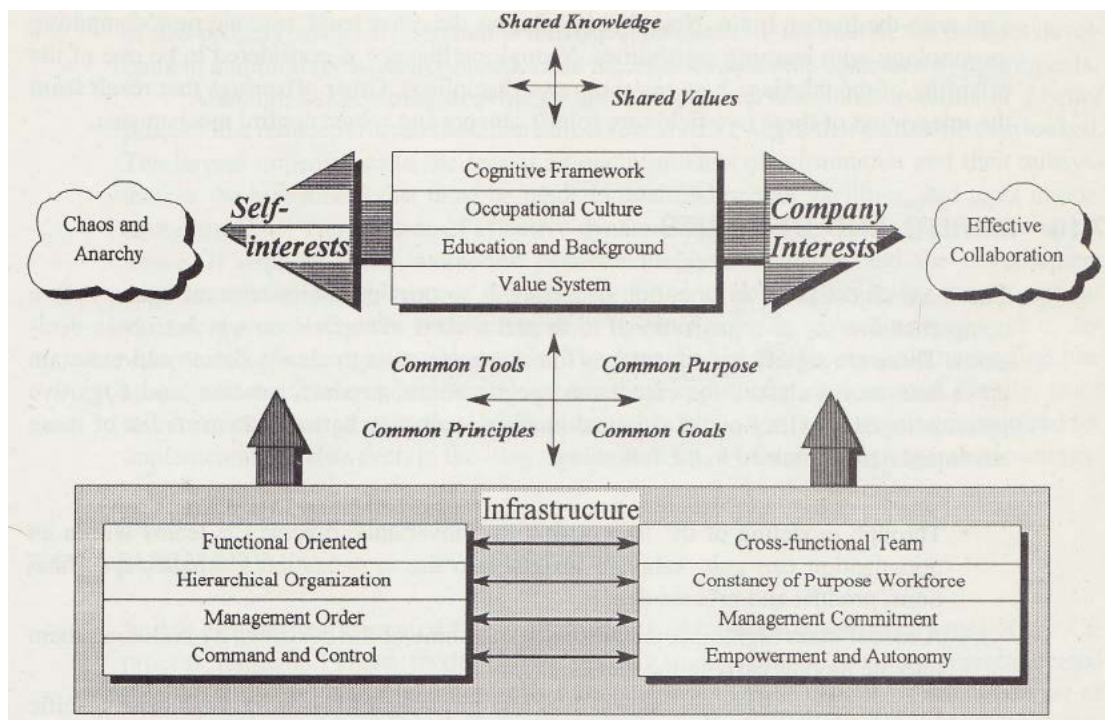 Shared Knowledge
Shared Values
Cognitive Framework
Occupational Culture
Education and Background
Value System
Self-
interests
Company
Interests
Chaos and
Anarchy
Effective
Collaboration
Common Tools
Common Purpose
Common Principles
Common Goals
Infrastructure
Functional Oriented
Cross-functional Team
Hierarchical Organization
Constancy of Purpose Workforce
Management Order
Management Commitment
Command and Control
Empowerment and Autonomy